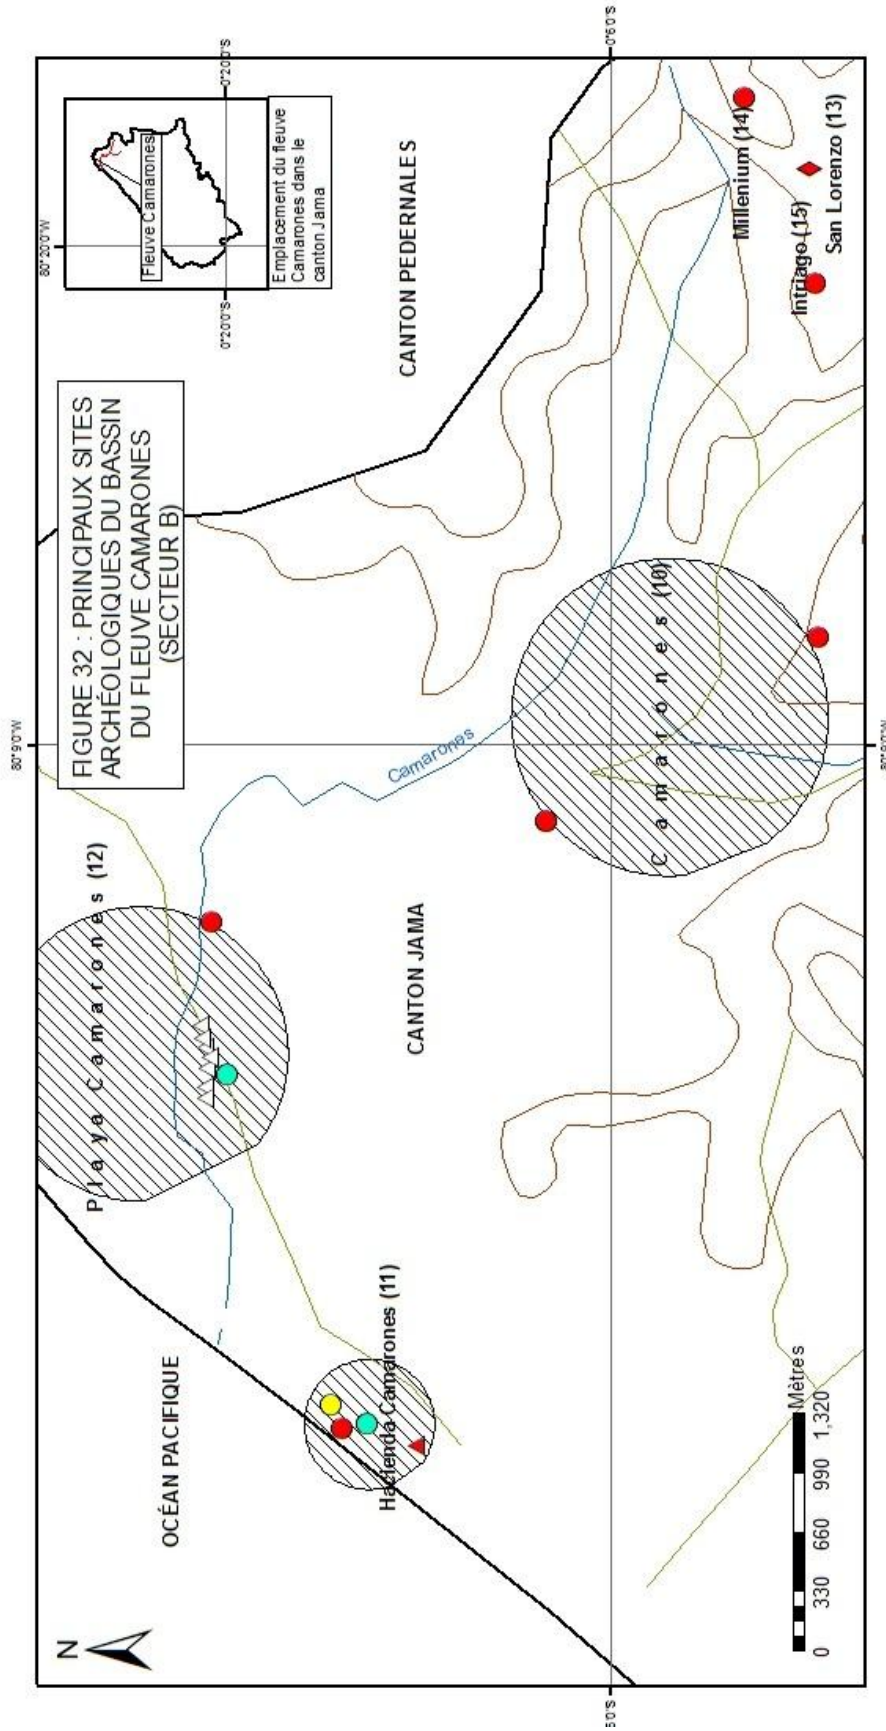 FIGURE 32 : PRINCIPAUX SITES
ARCHÉOLOGIQUES DU BASSIN
DU FLEUVE CAMARONES
(SECTEUR B)
N
OCÉAN PACIFIQUE
Playa Camarones (12)
Hacienda Camarones (11)
CANTON JAMA
Camarones
Camarones (10)
CANTON PEDERNALES
Millenium (14)
Intriago (15)
San Lorenzo (13)
Fleuve Camarones
Emplacement du fleuve
Camarones dans le
canton Jama
80°20'0"W
0°20'0"S
0°20'0"S
80°9'0"W
0°6'0"S
0 330 660 990 1,320
Mètres